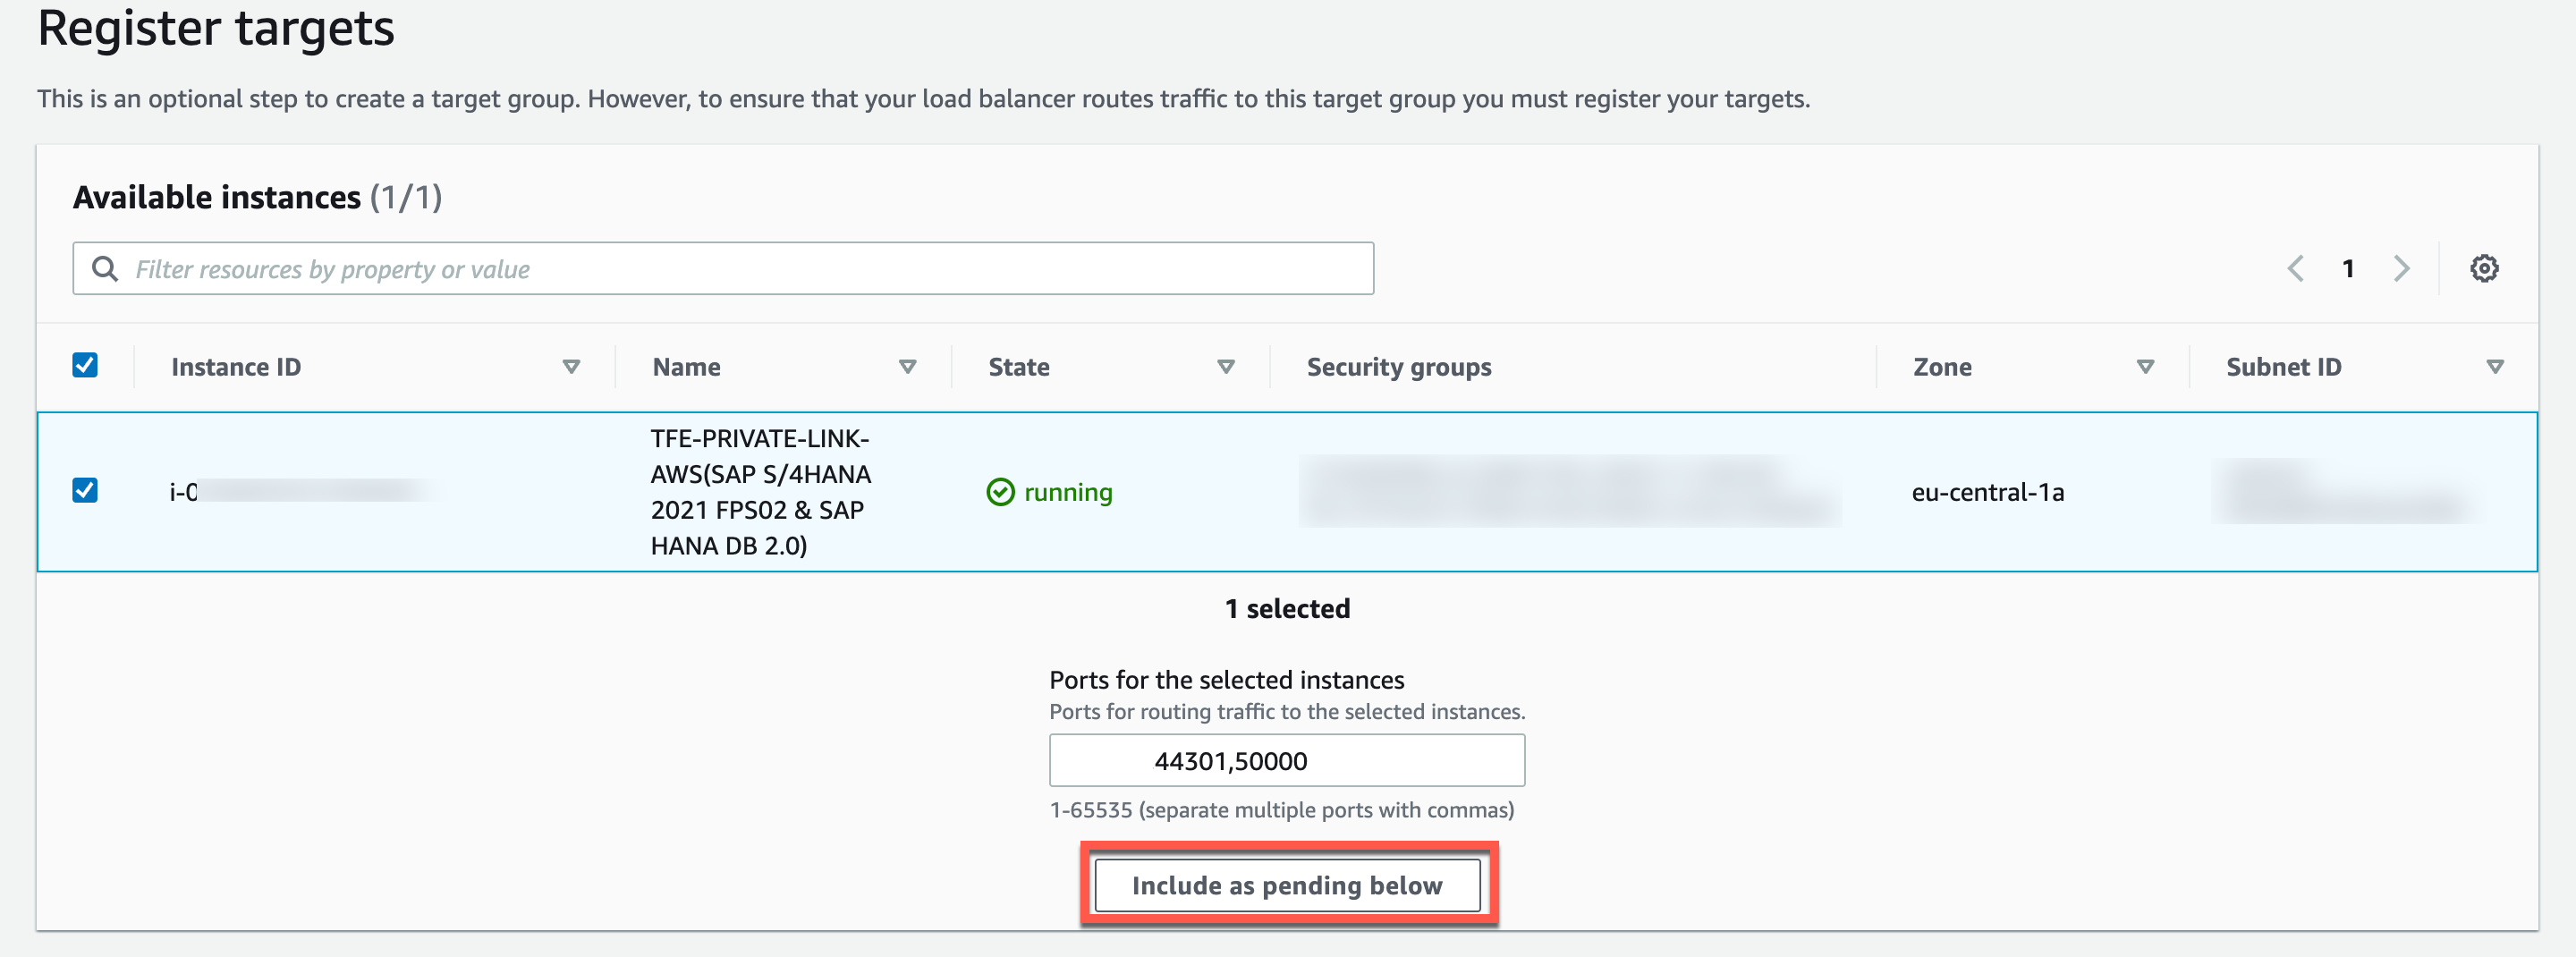 Register targets
This is an optional step to create a target group. However, to ensure that your load balancer routes traffic to this target group you must register your targets.
Available instances (1/1)
Filter resources by property or value
1
Instance ID
Name
State
Security groups
Zone
Subnet ID
i-0
TFE-PRIVATE-LINK-
AWS(SAP S/4HANA
2021 FPS02 & SAP
HANA DB 2.0)
running
eu-central-1a
1 selected
Ports for the selected instances
Ports for routing traffic to the selected instances.
44301,50000
1-65535 (separate multiple ports with commas)
Include as pending below